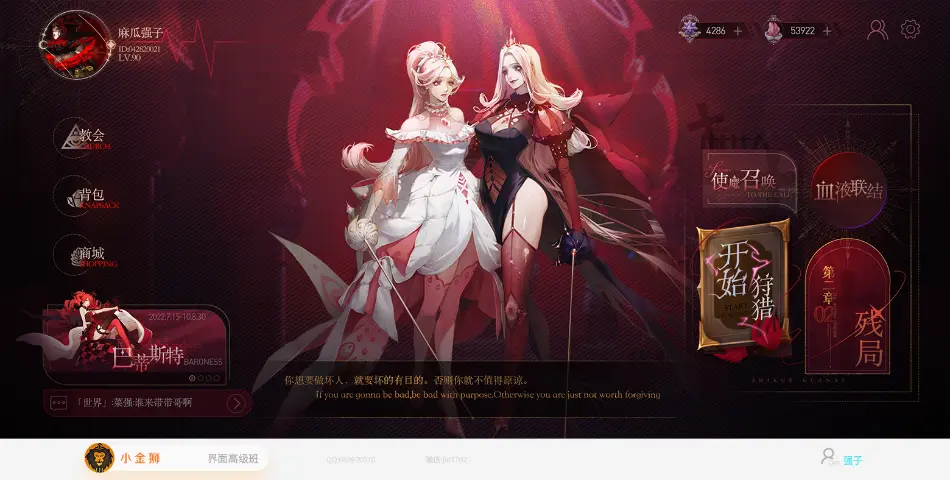 麻瓜强子
ID:042820021
LV.90
4286
53922
教会
CHURCH
背包
KNAPSACK
商城
SHOPPING
2022.7.15-10.8.30
巴蒂斯特
BARONESS
「世界」:菜强:谁来带带哥啊
你想要做坏人，就要坏的有目的。否则你就不值得原谅。
If you are gonna be bad,be bad with purpose.Otherwise you are just not worth forgiving
使魔召唤
TO THE CALL
血液联结
开始
狩猎
START
第二章
02
残局
小金狮
界面高级班
强子